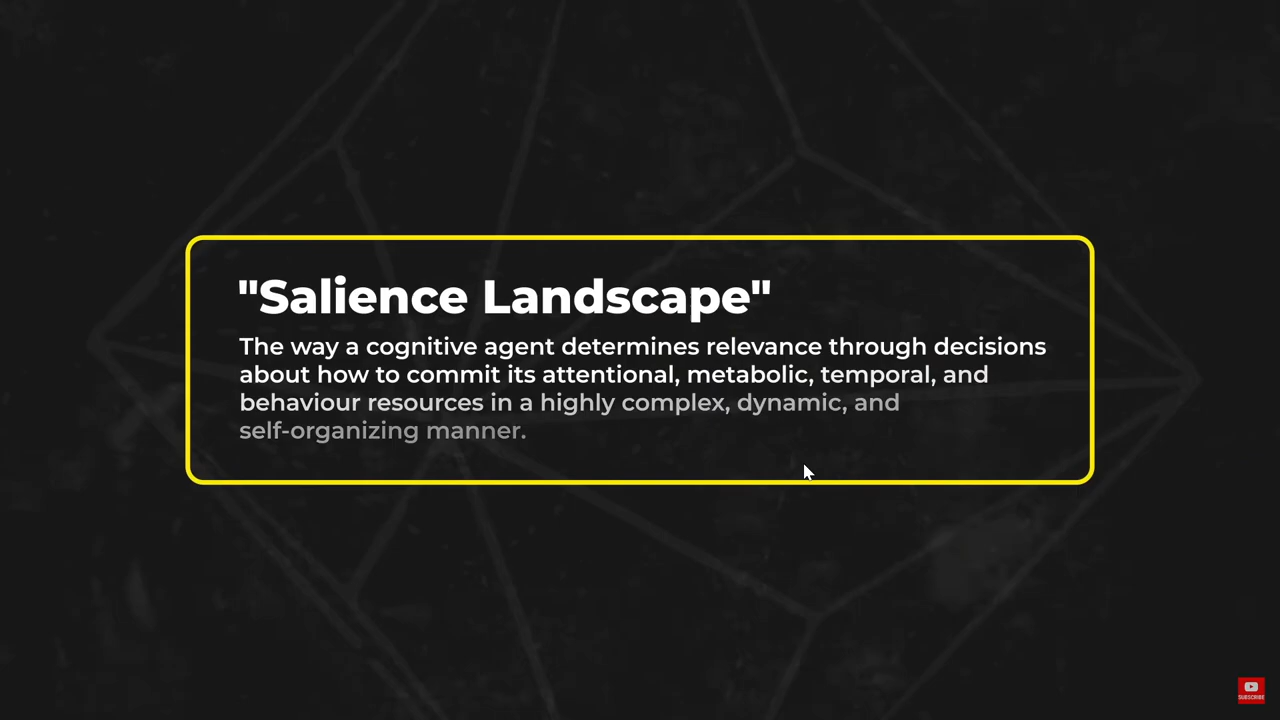 "Salience Landscape"
The way a cognitive agent determines relevance through decisions
about how to commit its attentional, metabolic, temporal, and
behaviour resources in a highly complex, dynamic, and
self-organizing manner.
SUBSCRIBE